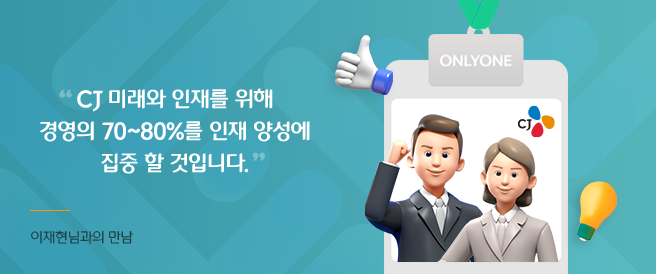 “ CJ 미래와 인재를 위해
경영의 70~80%를 인재 양성에
집중 할 것입니다. ”
이재현님과의 만남
ONLYONE
CJ